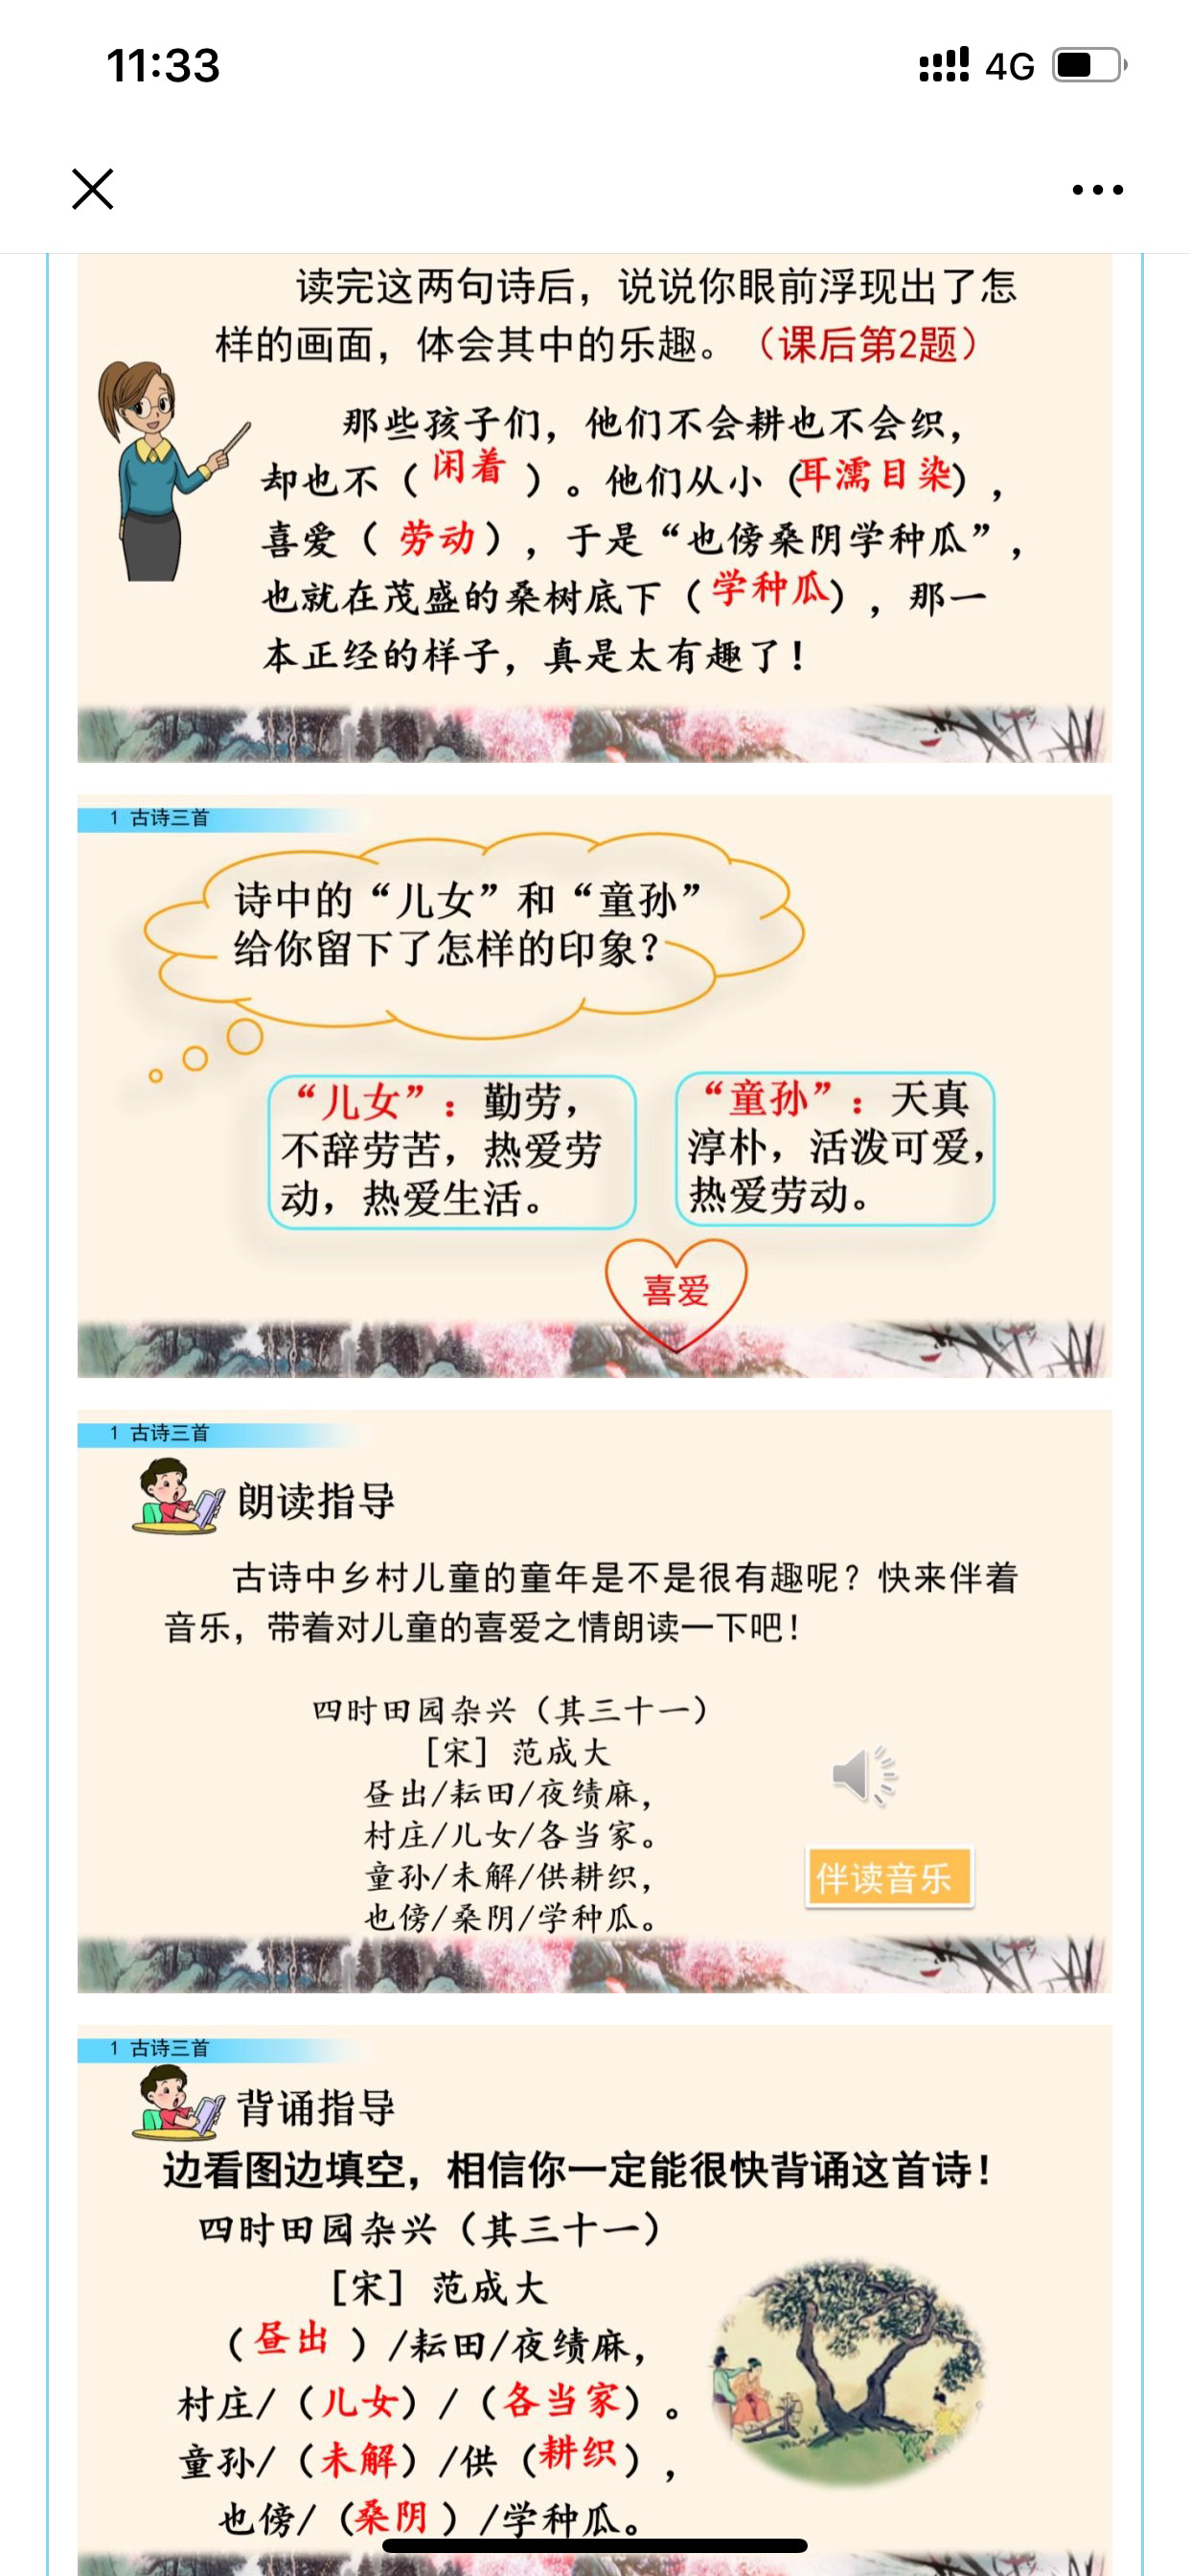 11:33
4G
读完这两句诗后，说说你眼前浮现出了怎
样的画面，体会其中的乐趣。（课后第2题）
那些孩子们，他们不会耕也不会织，
却也不（闲着）。他们从小（耳濡目染），
喜爱（劳动），于是“也傍桑阴学种瓜”，
也就在茂盛的桑树底下（学种瓜），那一
本正经的样子，真是太有趣了！
1 古诗三首
诗中的“儿女”和“童孙”
给你留下了怎样的印象？
“儿女”：勤劳，
不辞劳苦，热爱劳
动，热爱生活。
“童孙”：天真
淳朴，活泼可爱，
热爱劳动。
喜爱
1 古诗三首
朗读指导
古诗中乡村儿童的童年是不是很有趣呢？快来伴着
音乐，带着对儿童的喜爱之情朗读一下吧！
四时田园杂兴（其三十一）
［宋］范成大
昼出/耘田/夜绩麻，
村庄/儿女/各当家。
童孙/未解/供耕织，
也傍/桑阴/学种瓜。
伴读音乐
1 古诗三首
背诵指导
边看图边填空，相信你一定能很快背诵这首诗！
四时田园杂兴（其三十一）
［宋］范成大
（昼出）/耘田/夜绩麻，
村庄/（儿女）/（各当家）。
童孙/（未解）/供（耕织），
也傍/（桑阴）/学种瓜。